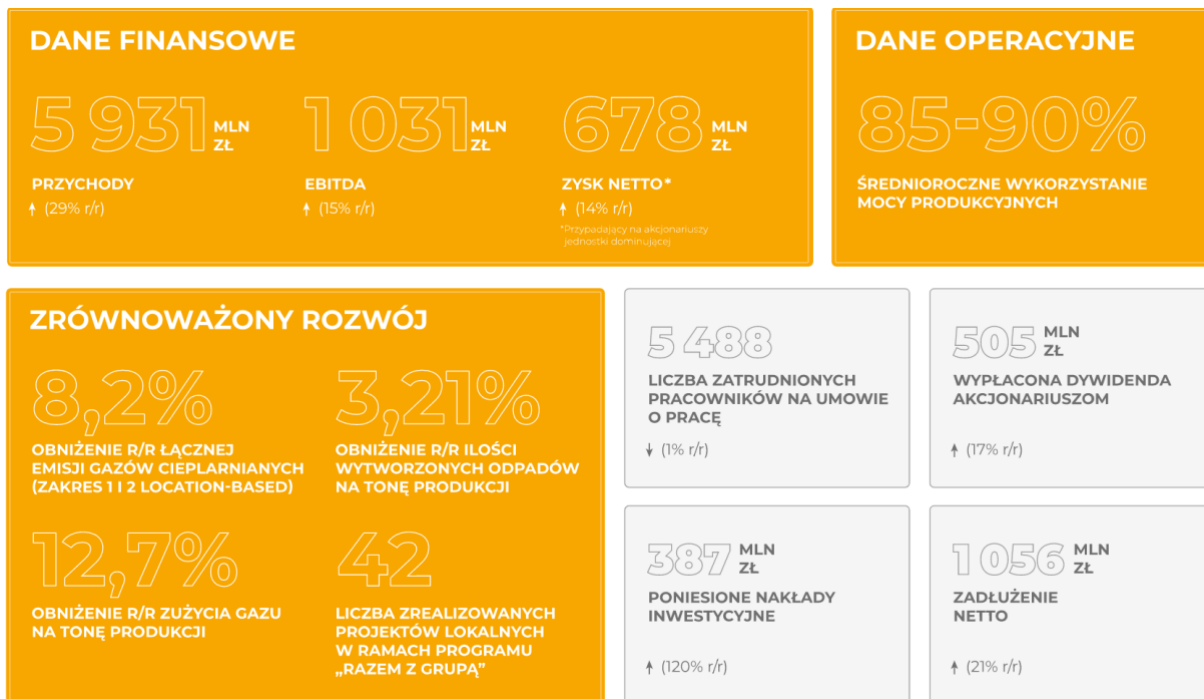 DANE FINANSOWE
5 931 MLN ZŁ
PRZYCHODY
(29% r/r)
1 031 MLN ZŁ
EBITDA
(15% r/r)
678 MLN ZŁ
ZYSK NETTO*
(14% r/r)
*Przypadający na akcjonariuszy
jednostki dominującej
DANE OPERACYJNE
85-90%
ŚREDNIOROCZNE WYKORZYSTANIE
MOCY PRODUKCYJNYCH
ZRÓWNOWAŻONY ROZWÓJ
8,2%
OBNIŻENIE R/R ŁĄCZNEJ
EMISJI GAZÓW CIEPLARNIANYCH
(ZAKRES 1 I 2 LOCATION-BASED)
3,21%
OBNIŻENIE R/R ILOŚCI
WYTWORZONYCH ODPADÓW
NA TONĘ PRODUKCJI
12,7%
OBNIŻENIE R/R ZUŻYCIA GAZU
NA TONĘ PRODUKCJI
42
LICZBA ZREALIZOWANYCH
PROJEKTÓW LOKALNYCH
W RAMACH PROGRAMU
„RAZEM Z GRUPĄ”
5 488
LICZBA ZATRUDNIONYCH
PRACOWNIKÓW NA UMOWIE
O PRACĘ
(1% r/r)
505 MLN ZŁ
WYPŁACONA DYWIDENDA
AKCJONARIUSZOM
(17% r/r)
387 MLN ZŁ
PONIESIONE NAKŁADY
INWESTYCYJNE
(120% r/r)
1 056 MLN ZŁ
ZADŁUŻENIE
NETTO
(21% r/r)